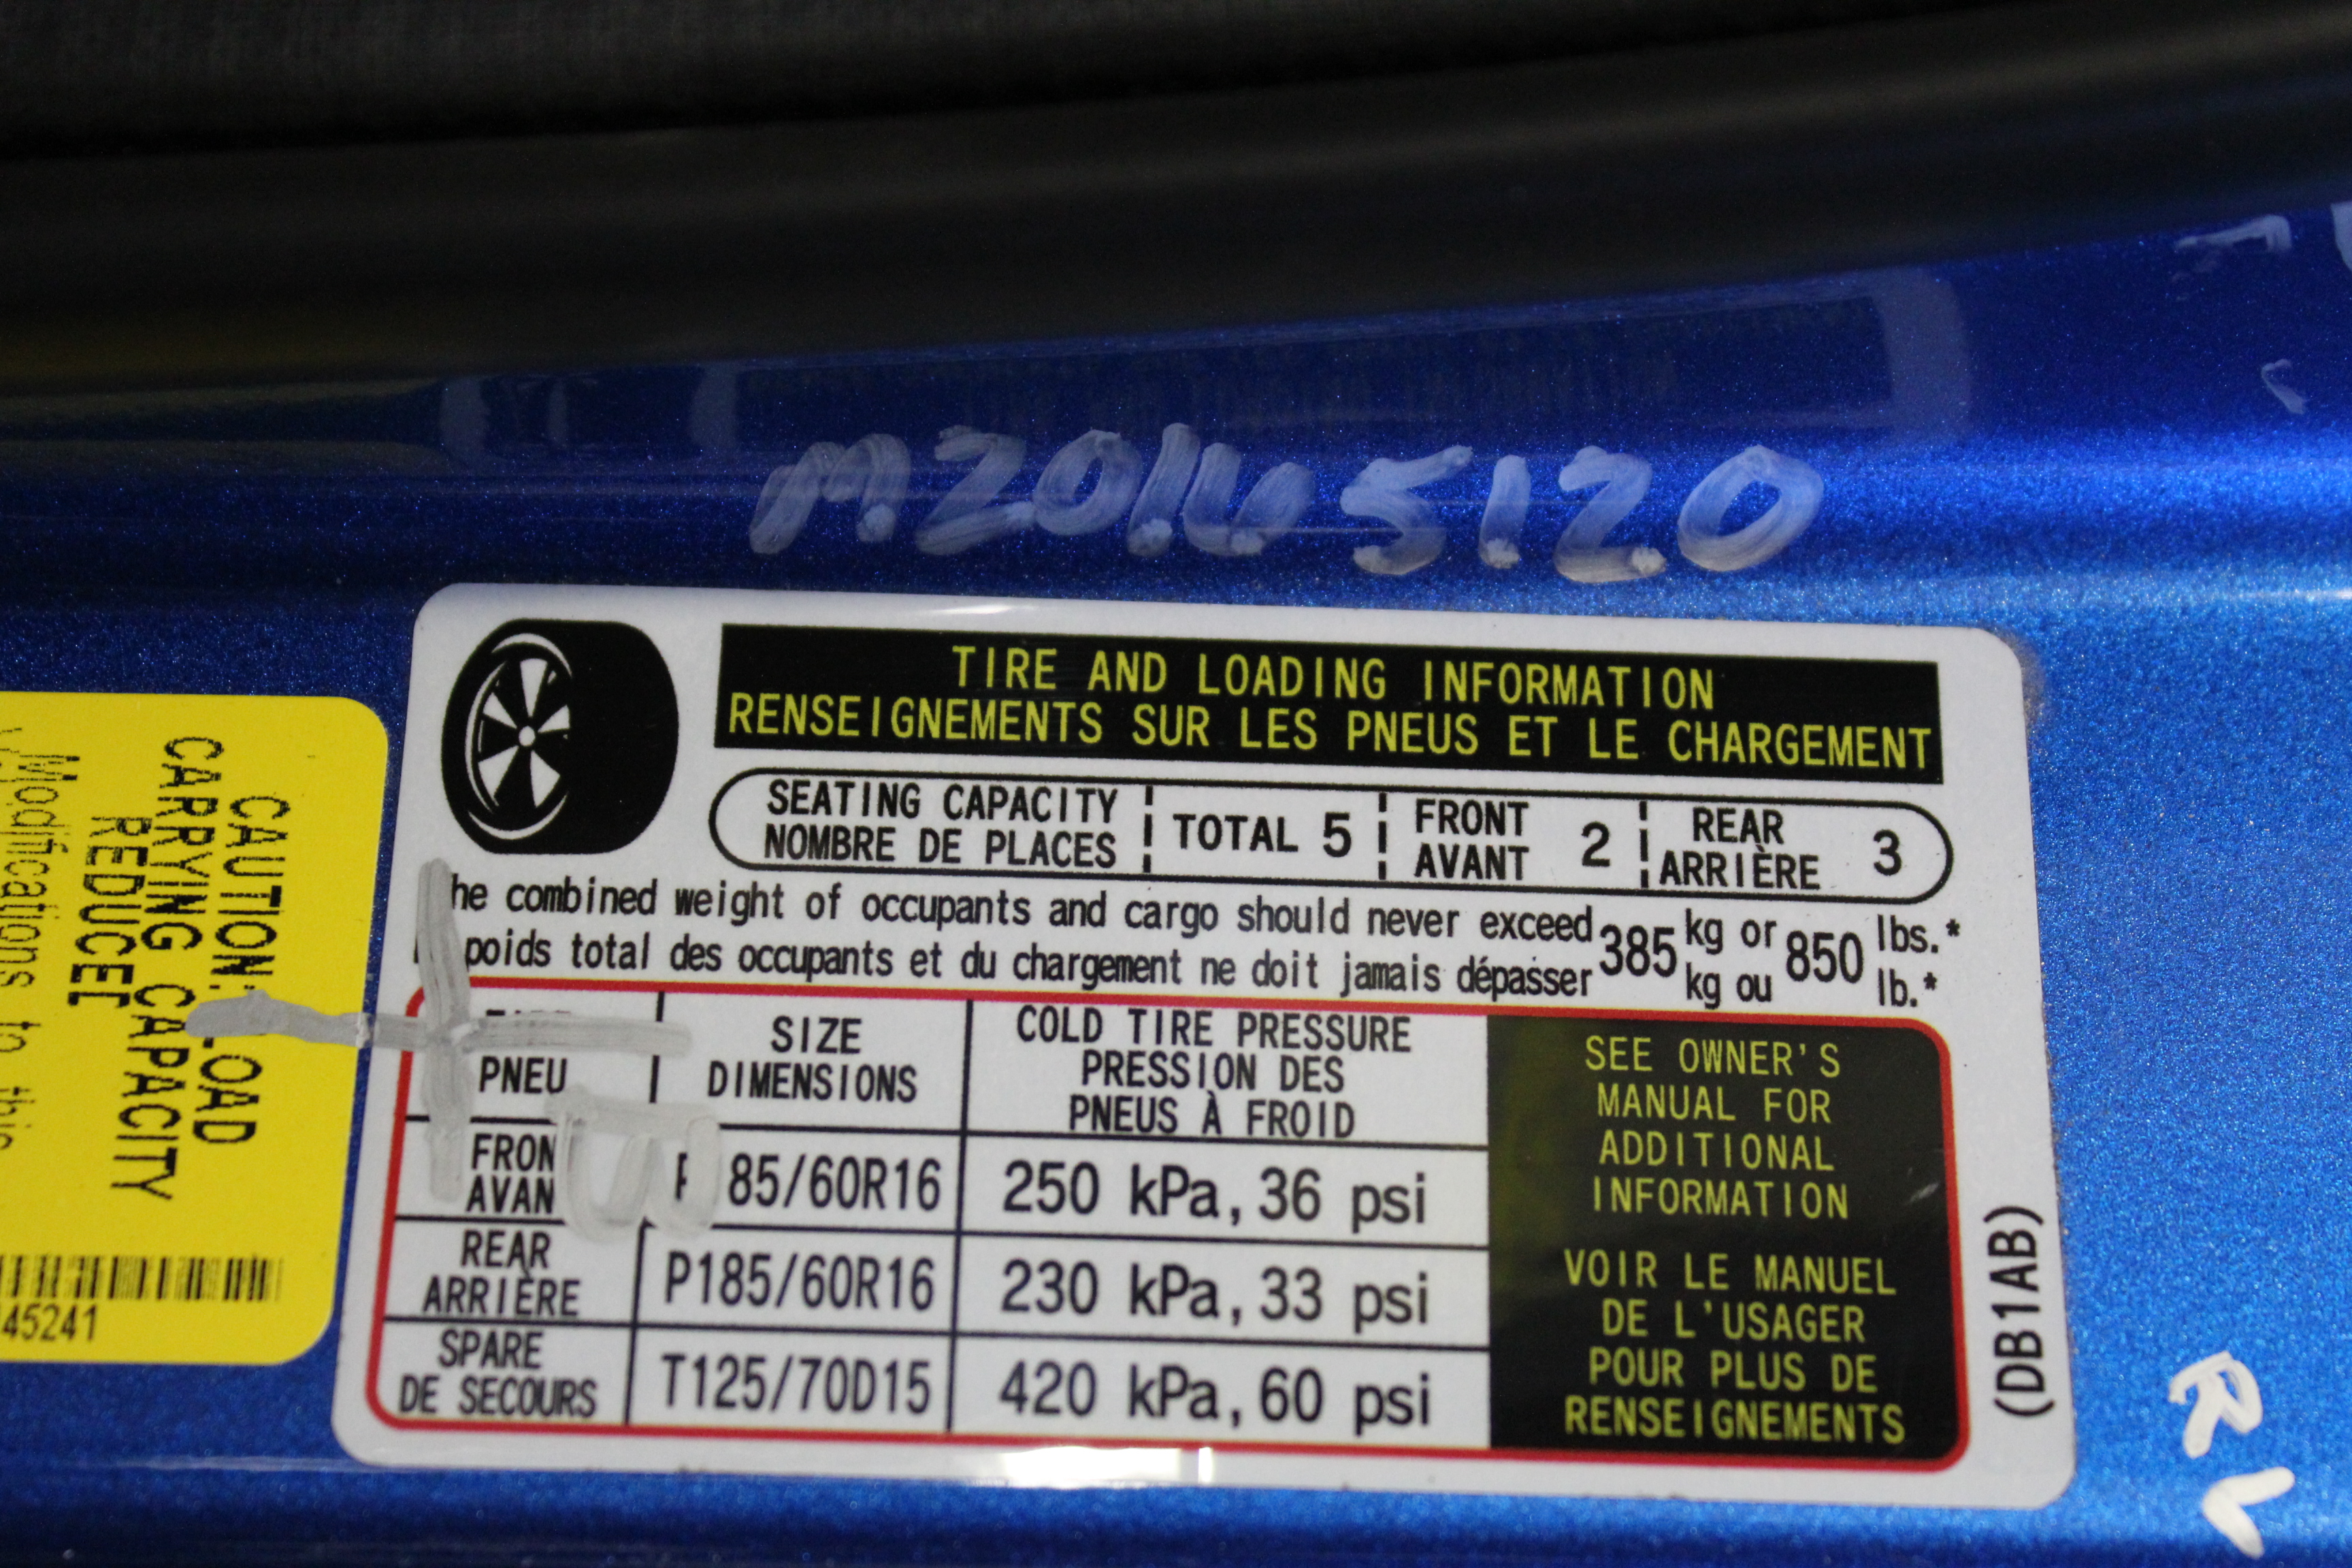 M20165120
TIRE AND LOADING INFORMATION
RENSEIGNEMENTS SUR LES PNEUS ET LE CHARGEMENT
SEATING CAPACITY
NOMBRE DE PLACES
TOTAL 5
FRONT
AVANT
2
REAR
ARRIÈRE
3
he combined weight of occupants and cargo should never exceed 385 kg or 850 lbs.*
poids total des occupants et du chargement ne doit jamais dépasser kg ou lb.*
PNEU
SIZE
DIMENSIONS
COLD TIRE PRESSURE
PRESSION DES
PNEUS À FROID
FRON
AVAN
P 85/60R16
250 kPa, 36 psi
REAR
ARRIÈRE
P185/60R16
230 kPa, 33 psi
SPARE
DE SECOURS
T125/70D15
420 kPa, 60 psi
SEE OWNER'S
MANUAL FOR
ADDITIONAL
INFORMATION
VOIR LE MANUEL
DE L'USAGER
POUR PLUS DE
RENSEIGNEMENTS
(DB1AB)
CAUTION: LOAD
CARRYING CAPACITY
REDUCED
Modifications to this
45241
RL